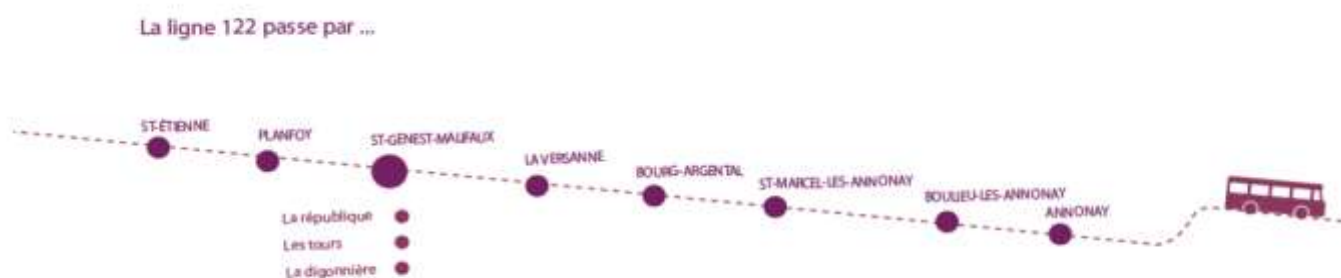 La ligne 122 passe par ...
ST-ÉTIENNE
PLANFOY
ST-GENEST-MALIFAUX
LA VERSANNE
BOURG-ARGENTAL
ST-MARCEL-LES-ANNONAY
BOULIEU-LES-ANNONAY
ANNONAY
La république
Les tours
La digonnière